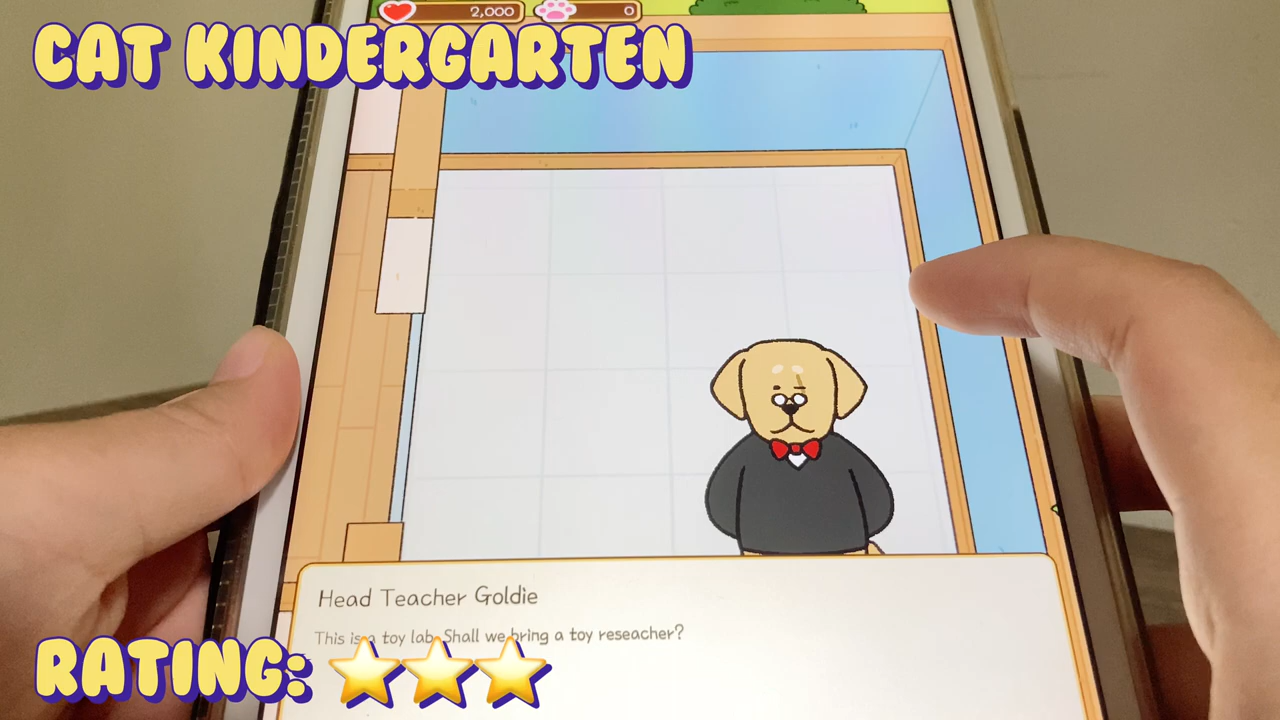 2,000
0
CAT KINDERGARTEN
Head Teacher Goldie
This is a toy lab. Shall we bring a toy reseacher?
RATING: